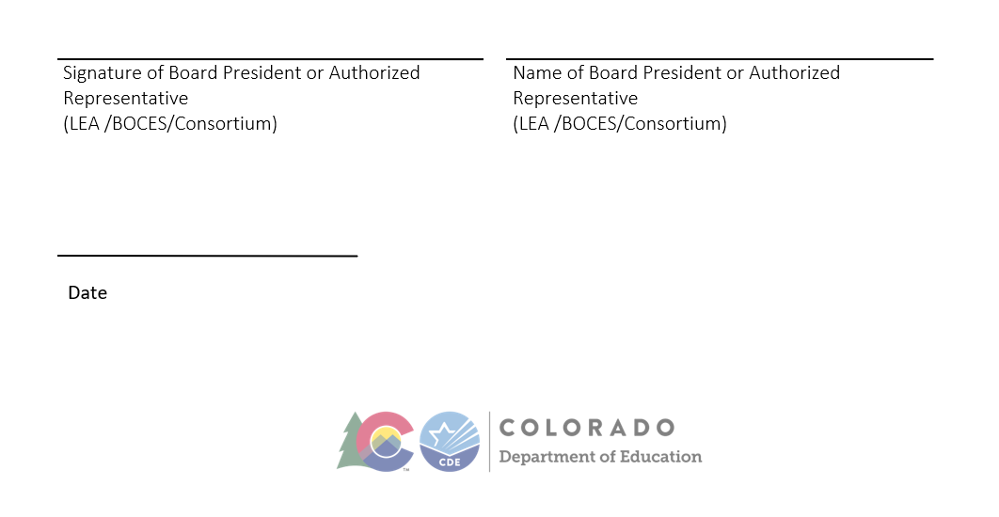 Signature of Board President or Authorized
Representative
(LEA /BOCES/Consortium)
Name of Board President or Authorized
Representative
(LEA /BOCES/Consortium)
Date
CDE
TM
COLORADO
Department of Education